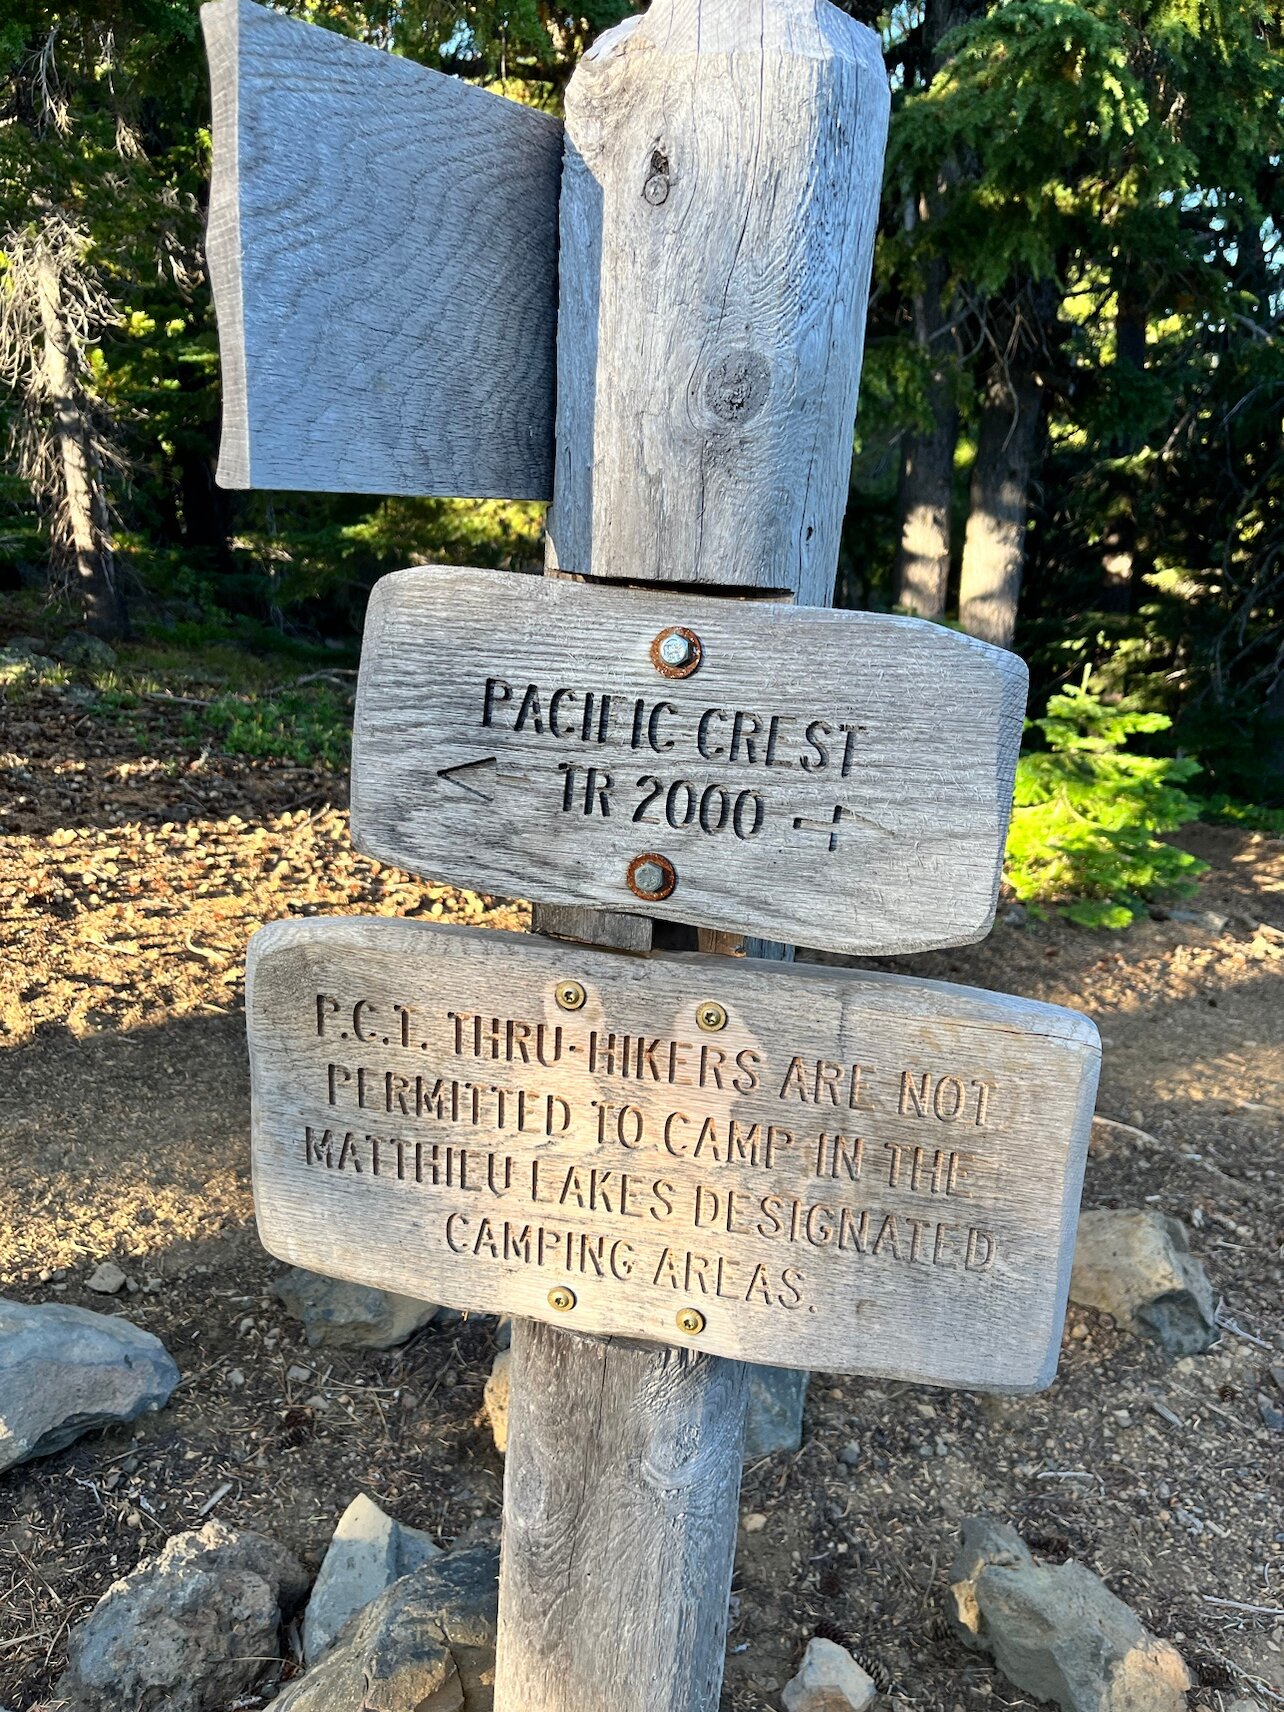 PACIFIC CREST
← TR 2000 →
P.C.T. THRU-HIKERS ARE NOT
PERMITTED TO CAMP IN THE
MATTHIEU LAKES DESIGNATED
CAMPING AREAS.